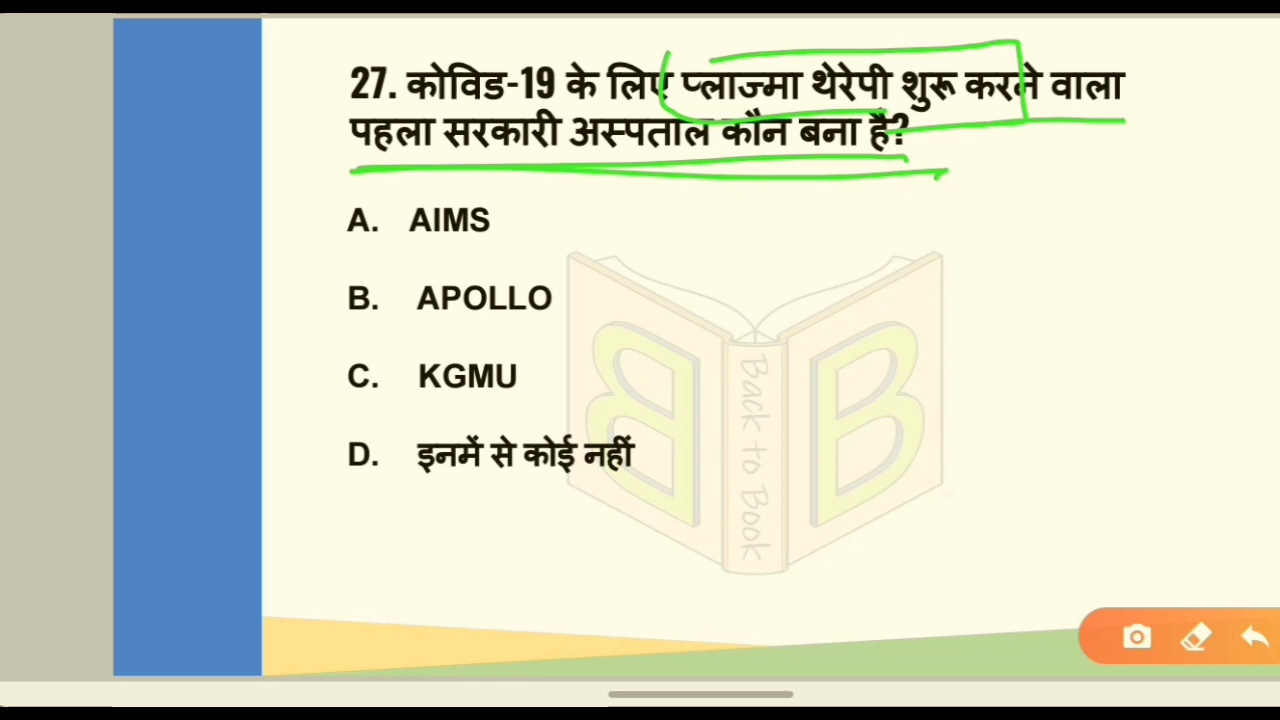 27. कोविड-19 के लिए प्लाज्मा थेरेपी शुरू करने वाला
पहला सरकारी अस्पताल कौन बना है?
A. AIMS
B. APOLLO
C. KGMU
D. इनमें से कोई नहीं
B B
Back to Book